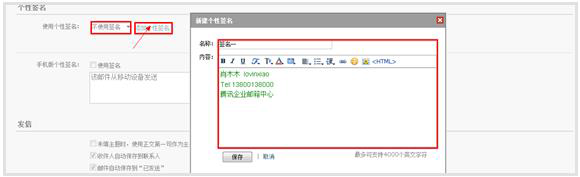 个性签名
使用个性签名:
不使用签名
新建个性签名
名称:
签名一
内容:
B I U <HTML>
肖木木 lovinxiao
Tel 13800138000
腾讯企业邮箱中心
保存 | 取消
最多可支持4000个英文字符
手机版个性签名:
使用签名
该邮件从移动设备发送
发信
未填主题时,使用正文第一句作为主
收件人自动保存到联系人
邮件自动保存到“已发送”